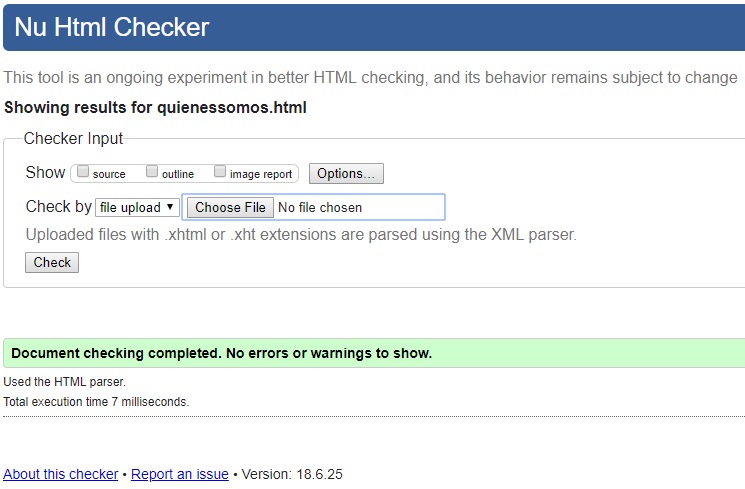 Nu Html Checker
This tool is an ongoing experiment in better HTML checking, and its behavior remains subject to change
Showing results for quienessomos.html
Checker Input
Show source outline image report Options...
Check by file upload Choose File No file chosen
Uploaded files with .xhtml or .xht extensions are parsed using the XML parser.
Check
Document checking completed. No errors or warnings to show.
Used the HTML parser.
Total execution time 7 milliseconds.
About this checker • Report an issue • Version: 18.6.25